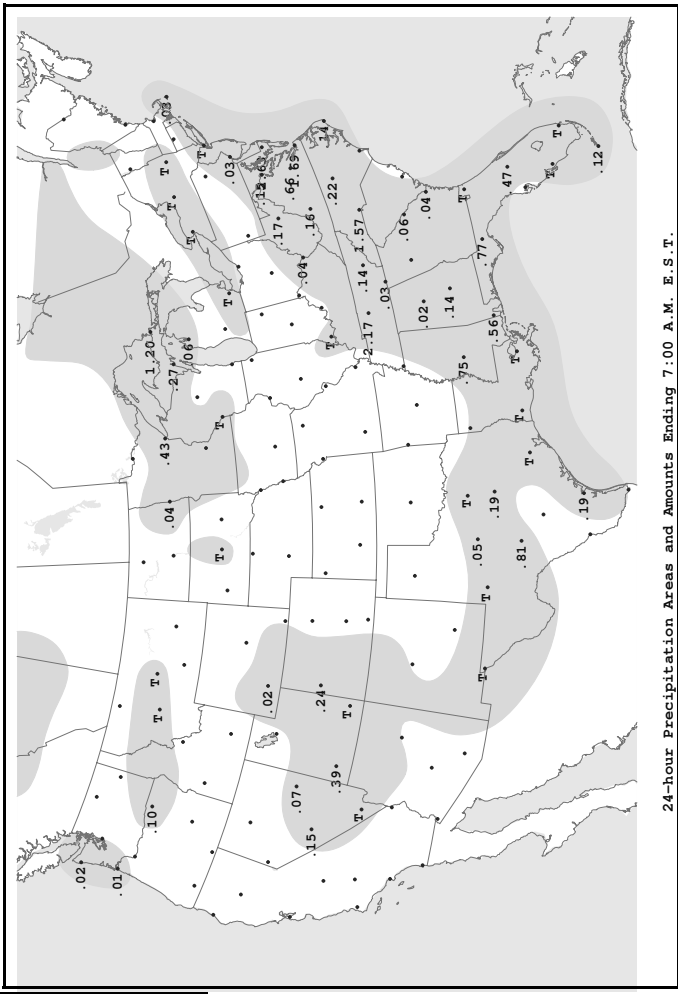 .02
.01
1.20
.10
T
T
.43
T
.03
.04
T
.27
.06
T
T
T
T
T
.03
.02
.17
.66
1.69
.07
.04
.16
.15
.24
.14
T
.22
.39
T
T
1.57
.14
2.17
.03
.06
.02
.04
.14
T
.75
T
.05
.77
T
T
.56
.19
.47
T
T
.81
T
T
T
.19
.12
24-hour Precipitation Areas and Amounts Ending 7:00 A.M. E.S.T.